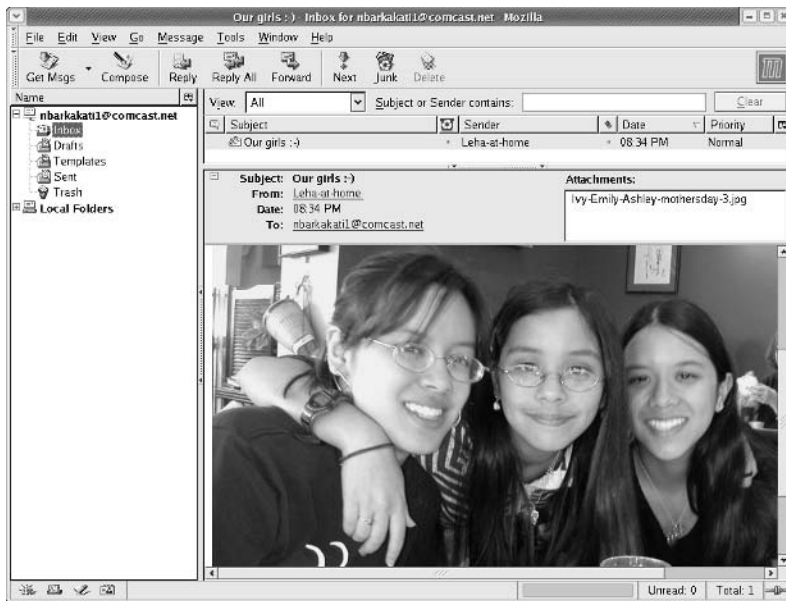 Our girls : ) - Inbox for nbarkakati1@comcast.net - Mozilla
File Edit View Go Message Tools Window Help
Get Msgs Compose Reply Reply All Forward Next Junk Delete
Name
nbarkakati1@comcast.net
Inbox
Drafts
Templates
Sent
Trash
Local Folders
View: All Subject or Sender contains: Clear
Subject Sender Date Priority
Our girls :-) Leha-at-home 08:34 PM Normal
Subject: Our girls :-)
From: Leha-at-home
Date: 08:34 PM
To: nbarkakati1@comcast.net
Attachments:
Ivy-Emily-Ashley-mothersday-3.jpg
Unread: 0 Total: 1